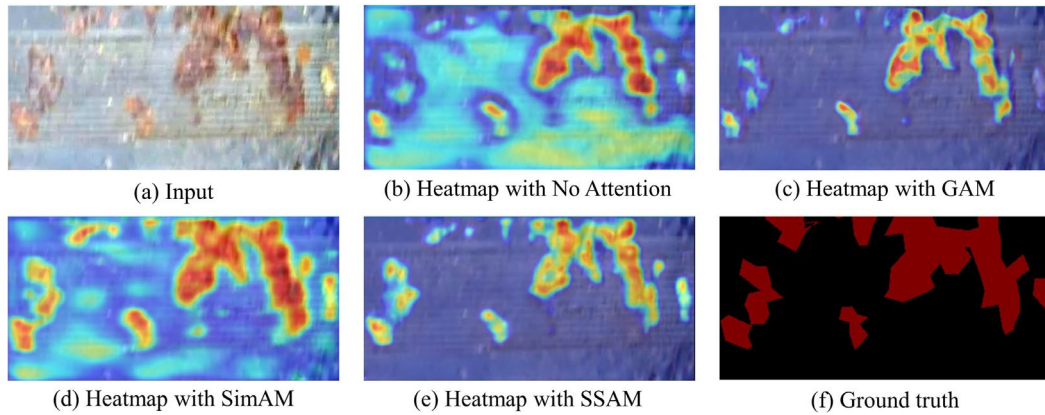 (a) Input
(b) Heatmap with No Attention
(c) Heatmap with GAM
(d) Heatmap with SimAM
(e) Heatmap with SSAM
(f) Ground truth